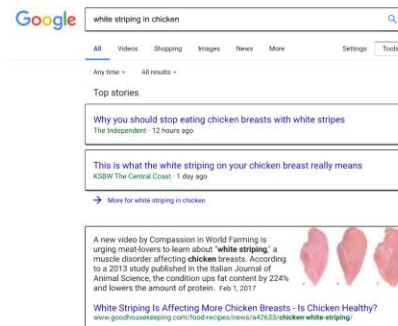 Google
white striping in chicken
All Videos Shopping Images News More Settings Tools
Any time All results
Top stories
Why you should stop eating chicken breasts with white stripes
The Independent · 12 hours ago
This is what the white striping on your chicken breast really means
KSBW The Central Coast · 1 day ago
→ More for white striping in chicken
A new video by Compassion in World Farming is
urging meat-lovers to learn about "white striping," a
muscle disorder affecting chicken breasts. According
to a 2013 study published in the Italian Journal of
Animal Science, the condition ups fat content by 224%
and lowers the amount of protein. Feb 1, 2017
White Striping Is Affecting More Chicken Breasts - Is Chicken Healthy?
www.goodhousekeeping.com/food-recipes/news/a42633/chicken-white-striping/